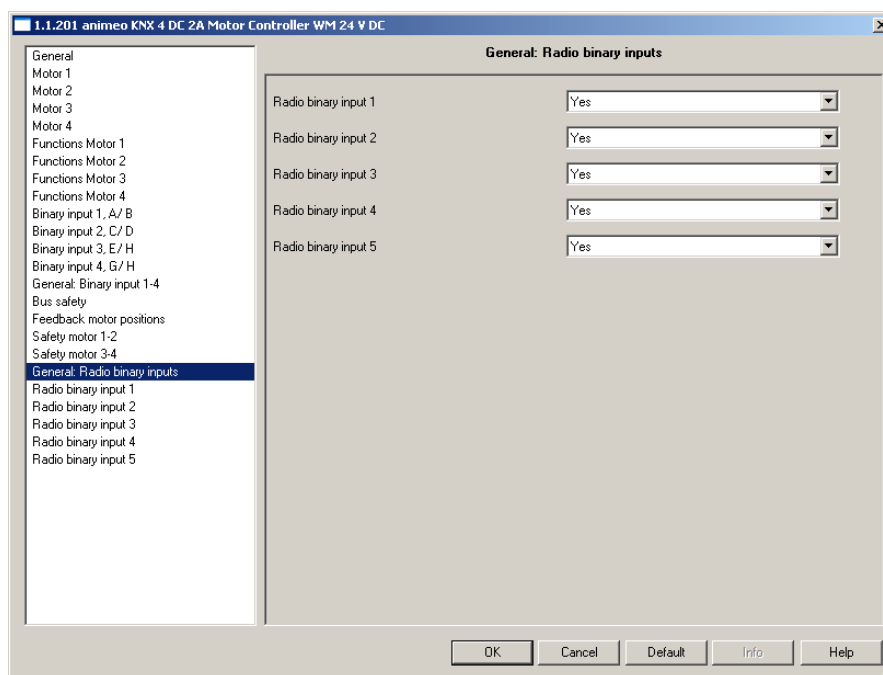 1.1.201 animeo KNX 4 DC 2A Motor Controller WM 24 V DC
General
Motor 1
Motor 2
Motor 3
Motor 4
Functions Motor 1
Functions Motor 2
Functions Motor 3
Functions Motor 4
Binary input 1, A/ B
Binary input 2, C/ D
Binary input 3, E/ H
Binary input 4, G/ H
General: Binary input 1-4
Bus safety
Feedback motor positions
Safety motor 1-2
Safety motor 3-4
General: Radio binary inputs
Radio binary input 1
Radio binary input 2
Radio binary input 3
Radio binary input 4
Radio binary input 5
General: Radio binary inputs
Radio binary input 1 Yes
Radio binary input 2 Yes
Radio binary input 3 Yes
Radio binary input 4 Yes
Radio binary input 5 Yes
OK Cancel Default Info Help